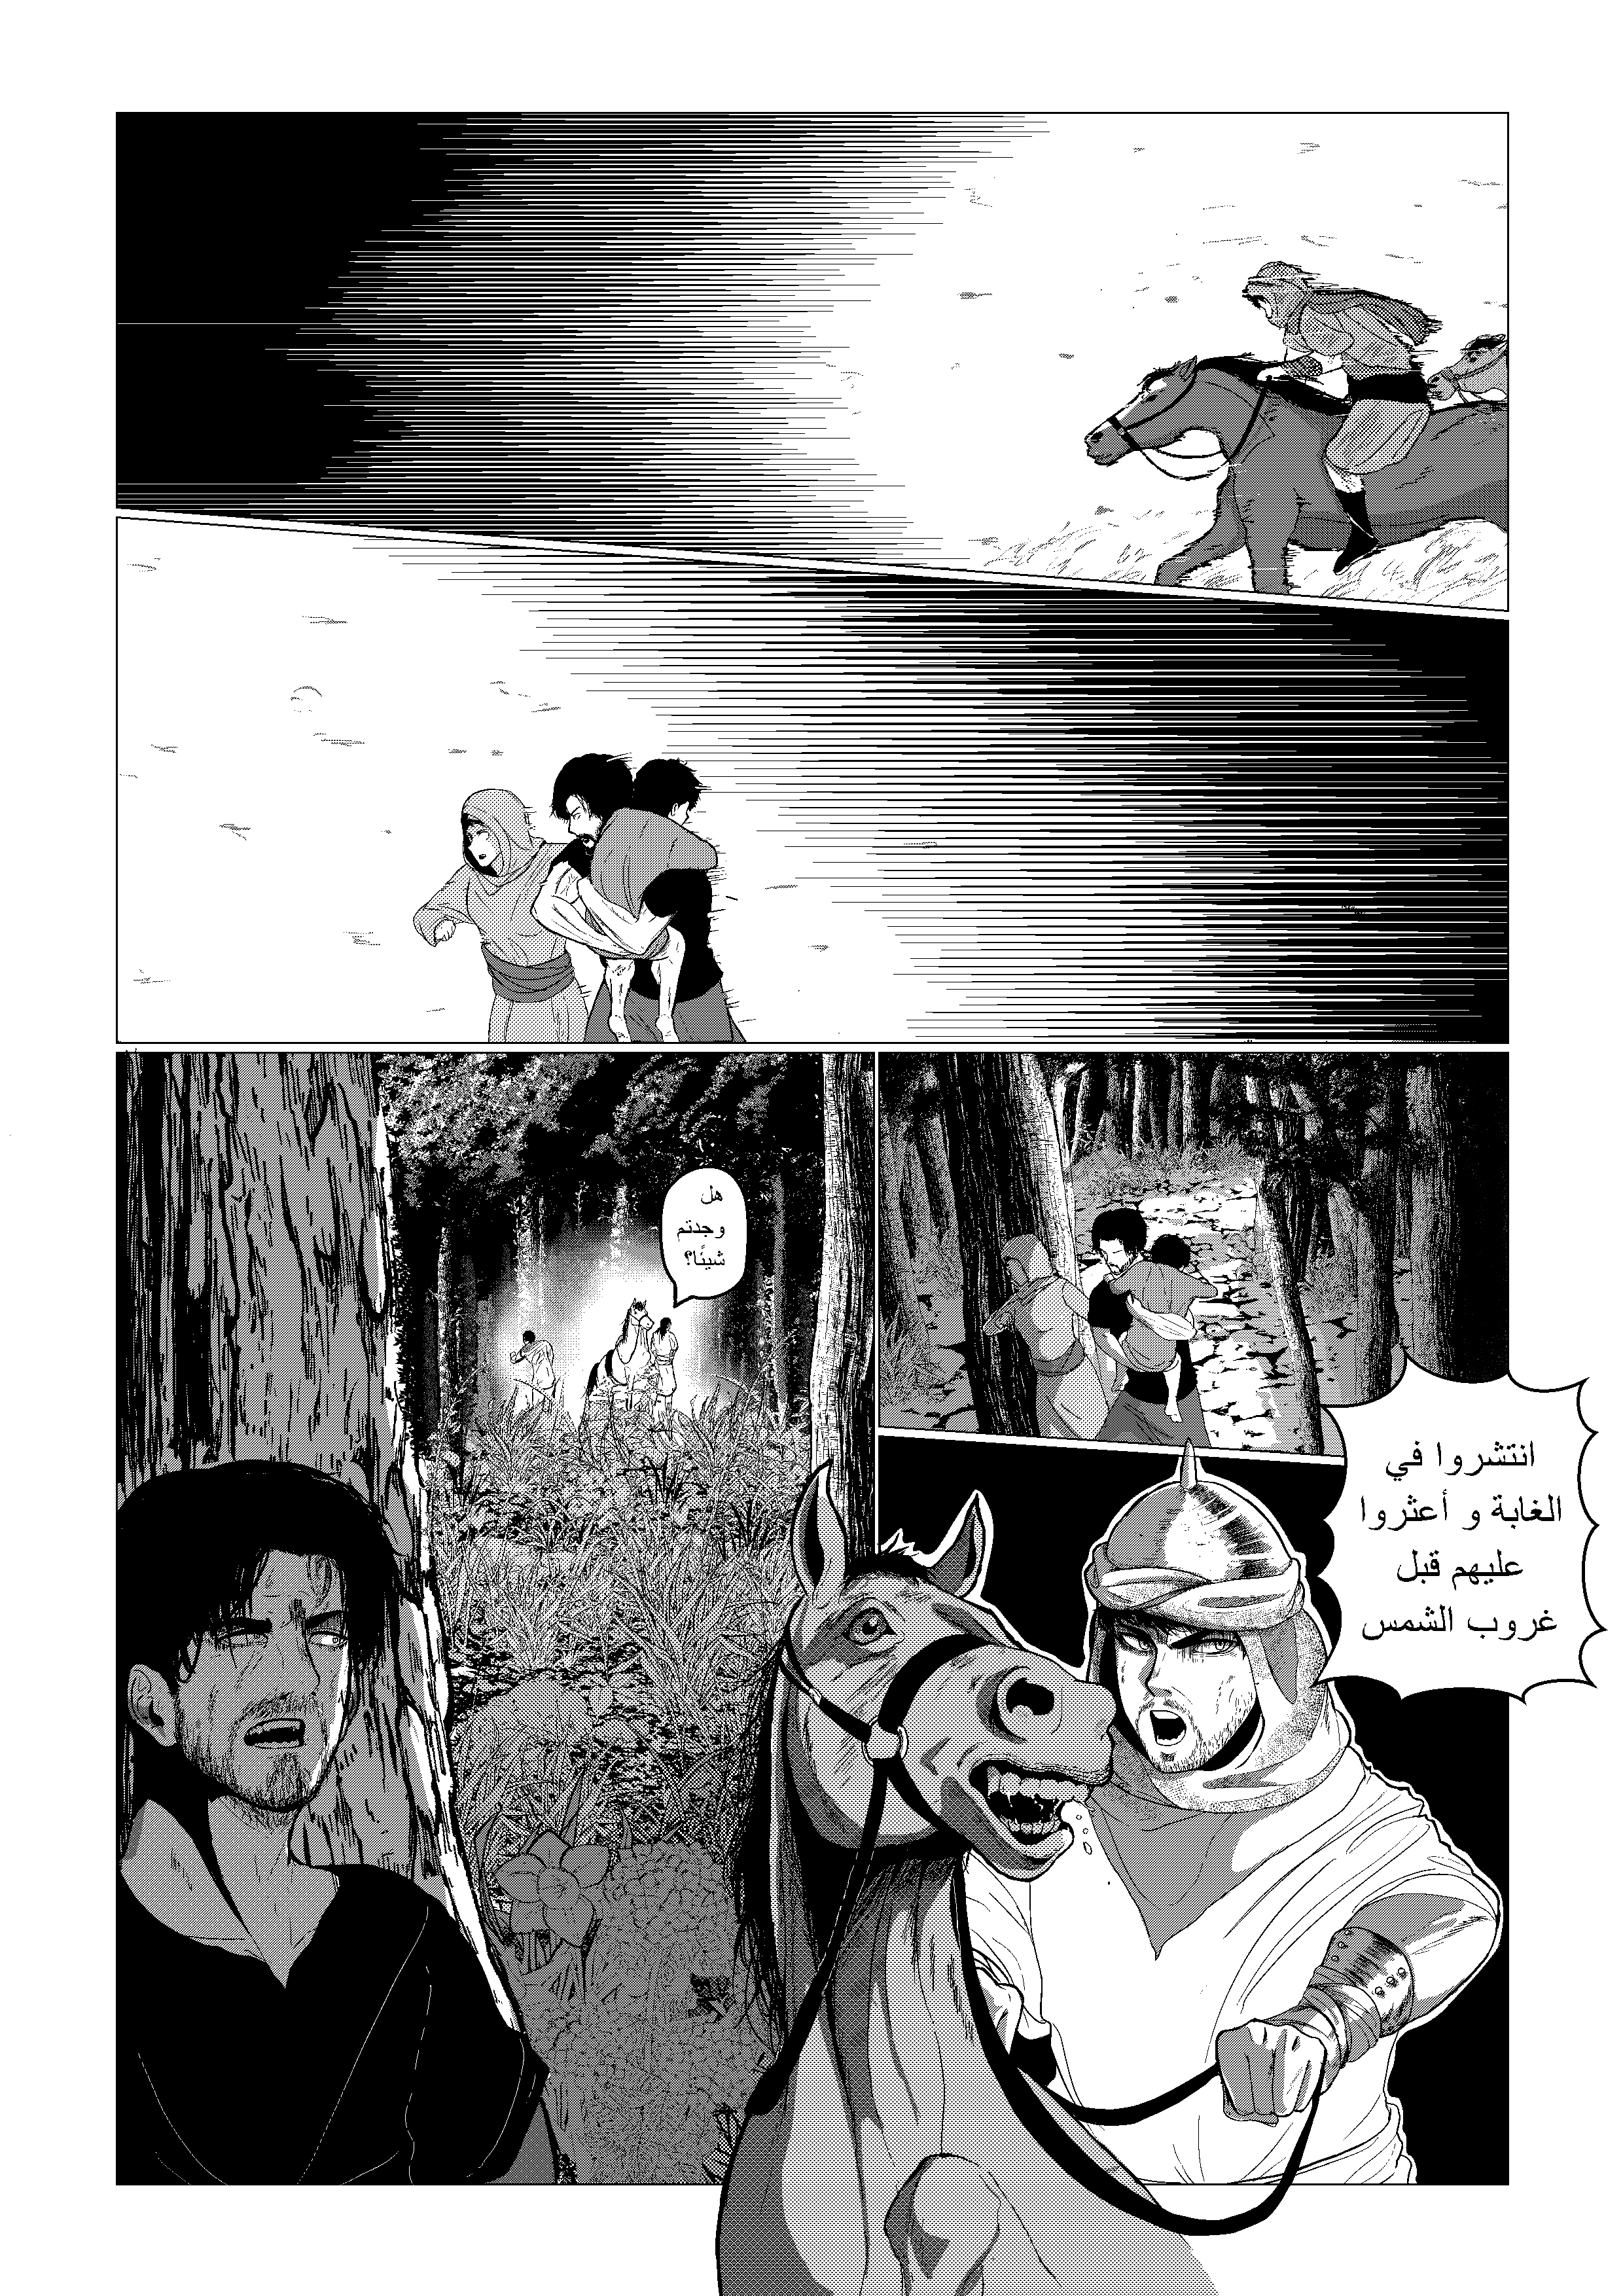 انتشروا في
الغابة و أعثروا
عليهم قبل
غروب الشمس
هل
وجدتم
شيئًا؟